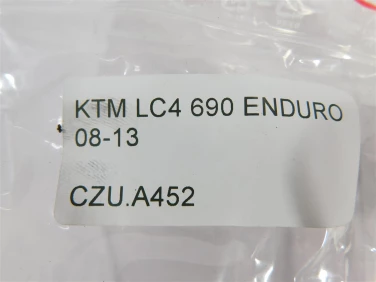 KTM LC4 690 ENDURO
08-13
CZU.A452